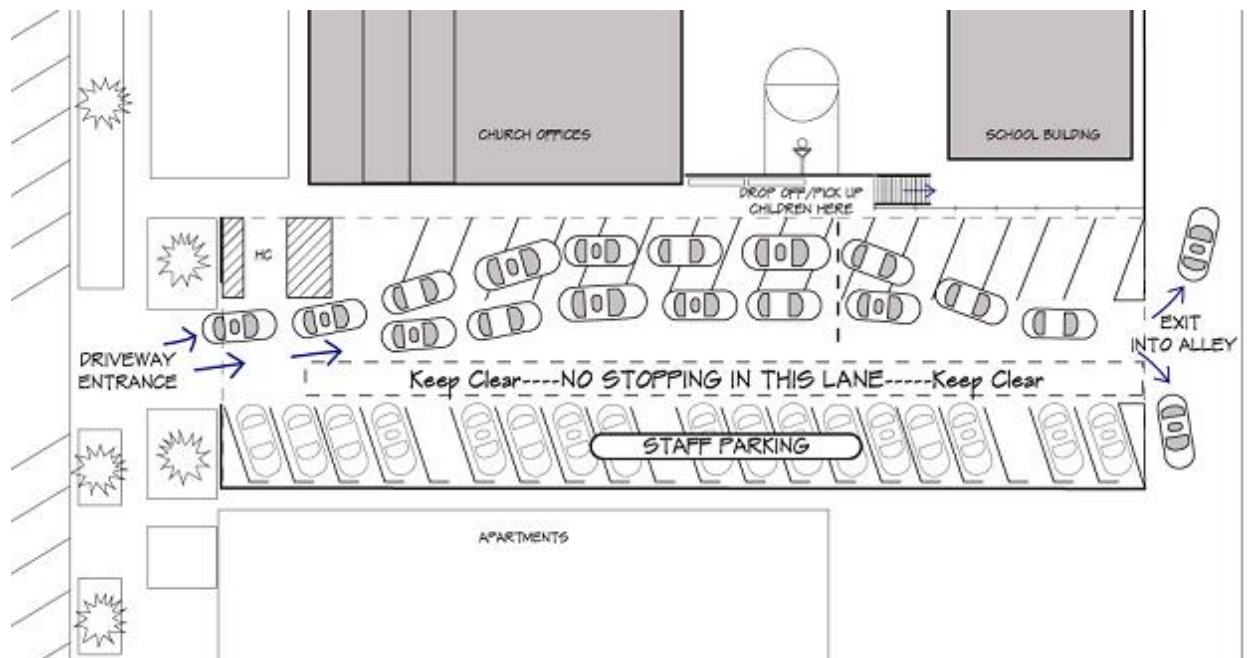 CHURCH OFFICES
SCHOOL BUILDING
DROP OFF/PICK UP
CHILDREN HERE
HC
DRIVEWAY
ENTRANCE
EXIT
INTO ALLEY
Keep Clear----NO STOPPING IN THIS LANE-----Keep Clear
STAFF PARKING
APARTMENTS